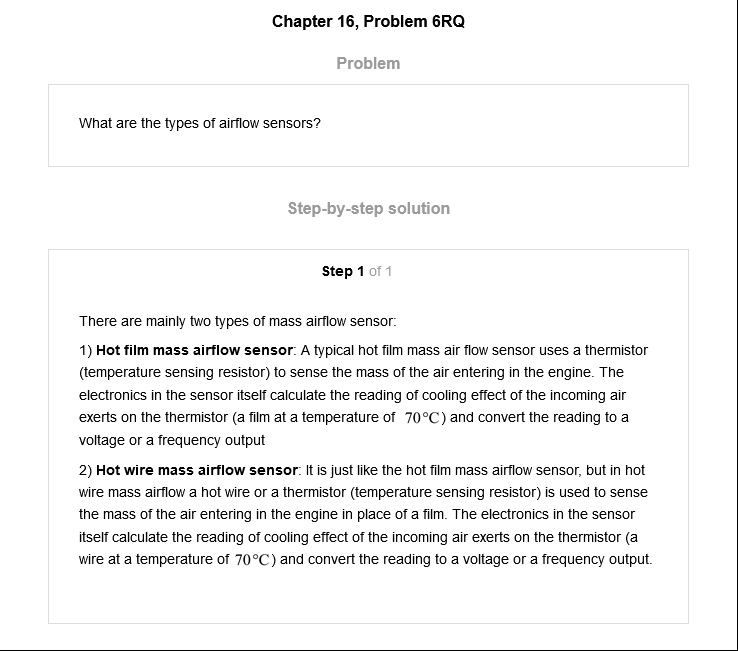 Chapter 16, Problem 6RQ
Problem
What are the types of airflow sensors?
Step-by-step solution
Step 1 of 1
There are mainly two types of mass airflow sensor:
1) Hot film mass airflow sensor: A typical hot film mass air flow sensor uses a thermistor
(temperature sensing resistor) to sense the mass of the air entering in the engine. The
electronics in the sensor itself calculate the reading of cooling effect of the incoming air
exerts on the thermistor (a film at a temperature of 70°C) and convert the reading to a
voltage or a frequency output
2) Hot wire mass airflow sensor: It is just like the hot film mass airflow sensor, but in hot
wire mass airflow a hot wire or a thermistor (temperature sensing resistor) is used to sense
the mass of the air entering in the engine in place of a film. The electronics in the sensor
itself calculate the reading of cooling effect of the incoming air exerts on the thermistor (a
wire at a temperature of 70°C) and convert the reading to a voltage or a frequency output.